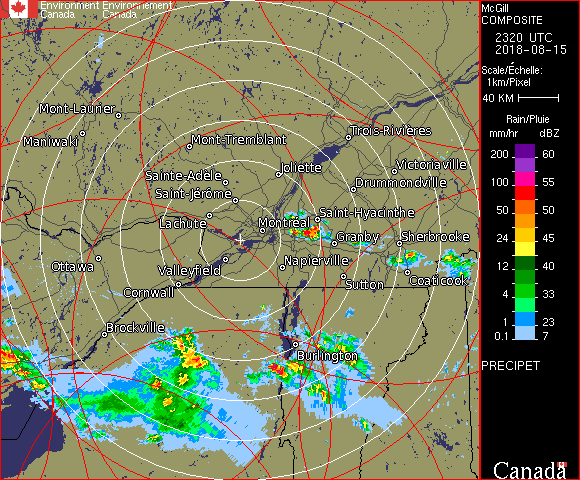 Environment Environnement
Canada Canada
McGill
COMPOSITE
2320 UTC
2018-08-15
Scale/Échelle:
1km/Pixel
40 KM
Rain/Pluie
mm/hr dBZ
200 60
100 55
50 50
24 45
12 40
4 33
2 23
0.1 7
PRECIPET
Canada
Mont-Laurier
Maniwaki
Mont-Tremblant
Trois-Rivières
Joliette
Victoriaville
Sainte-Adèle
Drummondville
Saint-Jérôme
Saint-Hyacinthe
Lachute
Montréal
Granby
Sherbrooke
Ottawa
Valleyfield
Napierville
Cornwall
Sutton
Coaticook
Brockville
Burlington